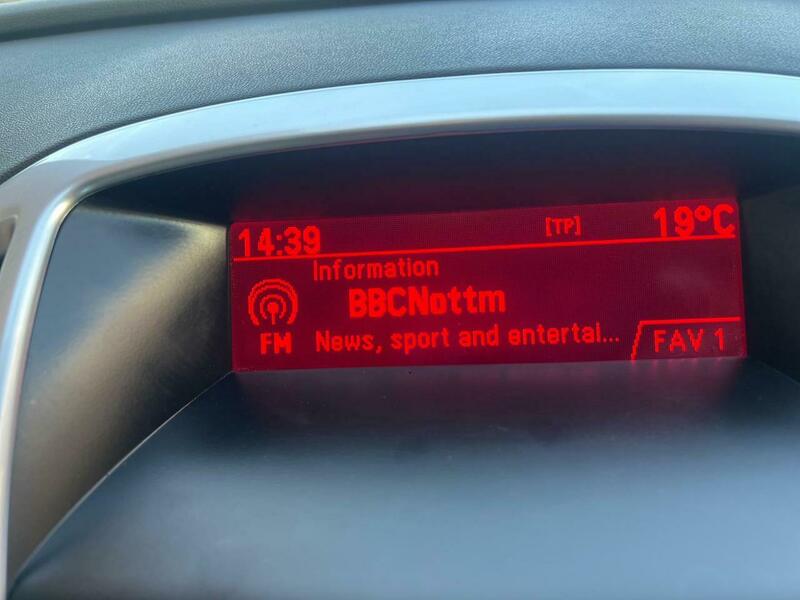 14:39 [TP] 19°C
Information
BBCNottm
FM News, sport and entertai...
FAV 1